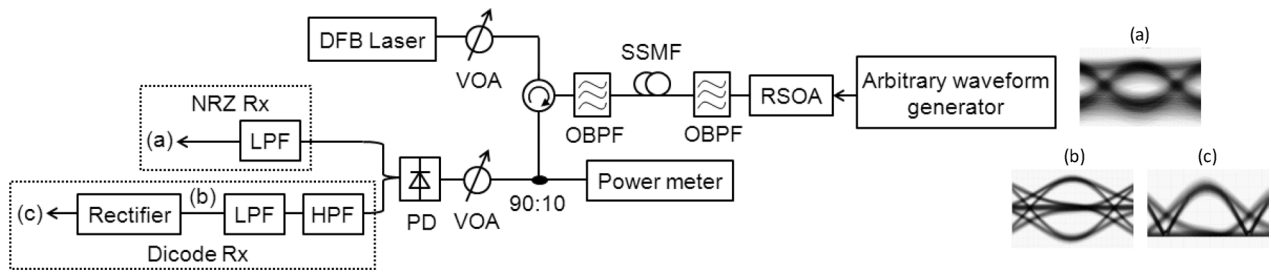 DFB Laser
VOA
SSMF
OBPF
OBPF
RSOA
Arbitrary waveform
generator
(a)
NRZ Rx
(a)
LPF
(b)
(c)
(c)
Rectifier
(b)
LPF
HPF
Dicode Rx
PD
VOA
90:10
Power meter